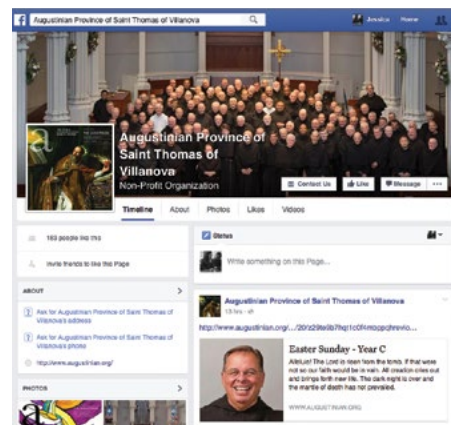 Augustinian Province of Saint Thomas of Villanova
Jessica Home
Augustinian Province of
Saint Thomas of
Villanova
Non-Profit Organization
Contact Us Like Message •••
Timeline About Photos Likes Videos
183 people like this
Invite friends to like this Page
ABOUT
Ask for Augustinian Province of Saint Thomas of
Villanova's address
Ask for Augustinian Province of Saint Thomas of
Villanova's phone
http://www.augustinian.org/
PHOTOS
Status
Write something on this Page...
Augustinian Province of Saint Thomas of Villanova
13 hrs
Easter Sunday - Year C
Alleluia! The Lord is risen from the tomb. If that were
not so our faith would be in vain. All creation cries out
and brings forth new life. The dark night is over and
the mantle of death has not prevailed.
WWW.AUGUSTINIAN.ORG